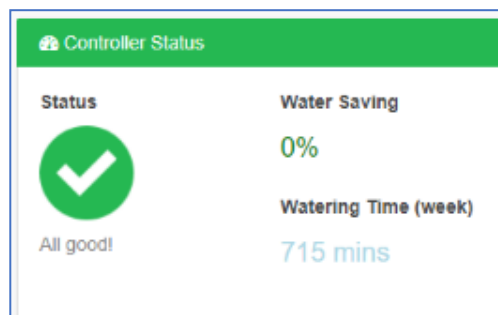 Controller Status
Status
Water Saving
0%
Watering Time (week)
All good!
715 mins